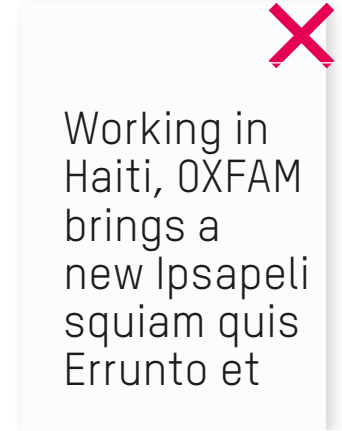 Working in
Haiti, OXFAM
brings a
new Ipsapeli
squiam quis
Errunto et